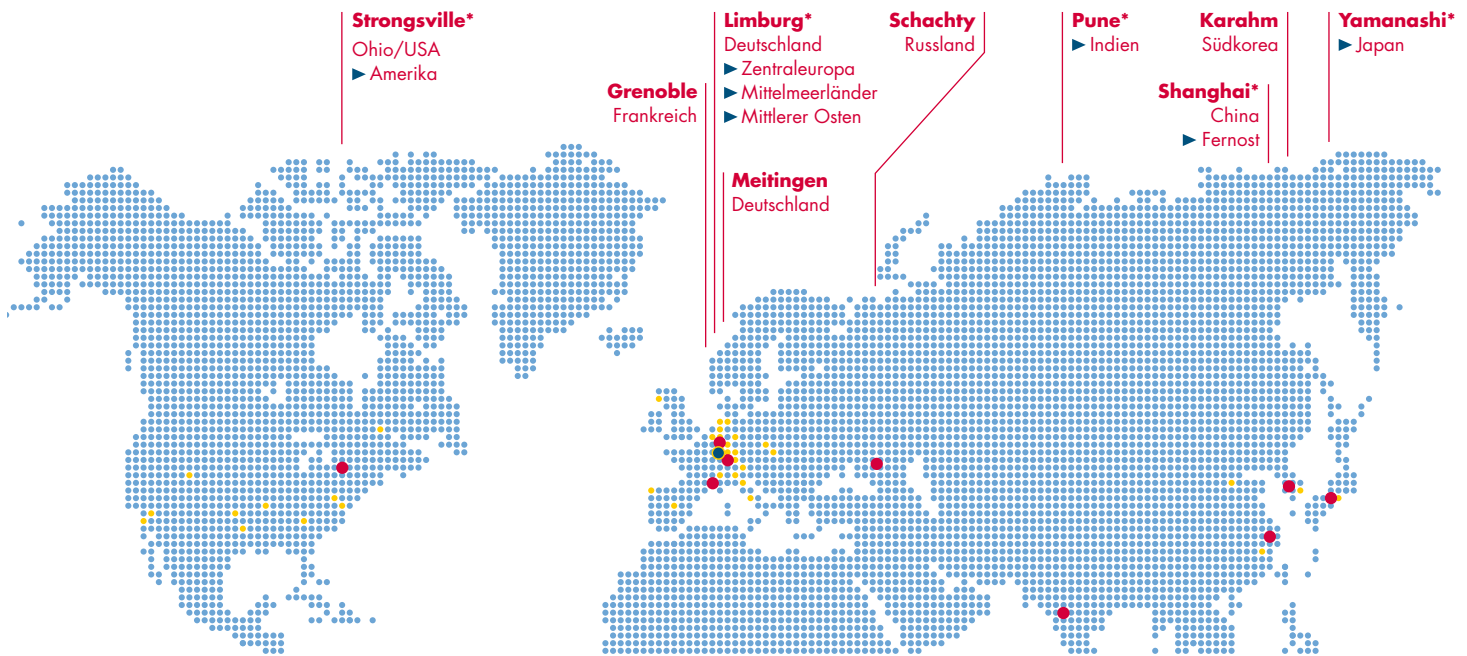 Strongsville*
Ohio/USA
► Amerika
Grenoble
Frankreich
Limburg*
Deutschland
► Zentraleuropa
► Mittelmeerländer
► Mittlerer Osten
Meitingen
Deutschland
Schachty
Russland
Pune*
► Indien
Karahm
Südkorea
Shanghai*
China
► Fernost
Yamanashi*
► Japan